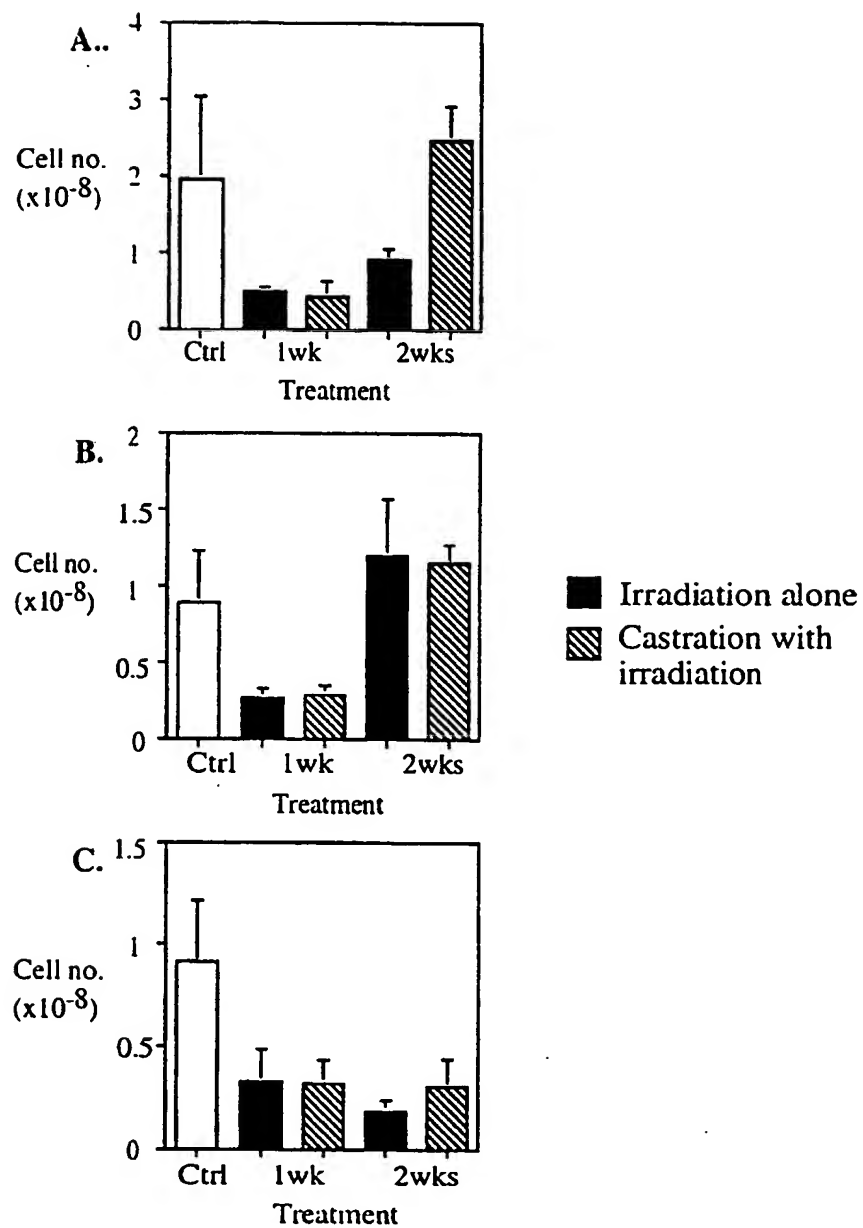 A..
4
3
2
1
0
Cell no.
(x10-8)
Ctrl 1wk 2wks
Treatment
B.
2
1.5
1
0.5
0
Cell no.
(x10-8)
Ctrl 1wk 2wks
Treatment
Irradiation alone
Castration with
irradiation
C.
1.5
1
0.5
0
Cell no.
(x10-8)
Ctrl 1wk 2wks
Treatment